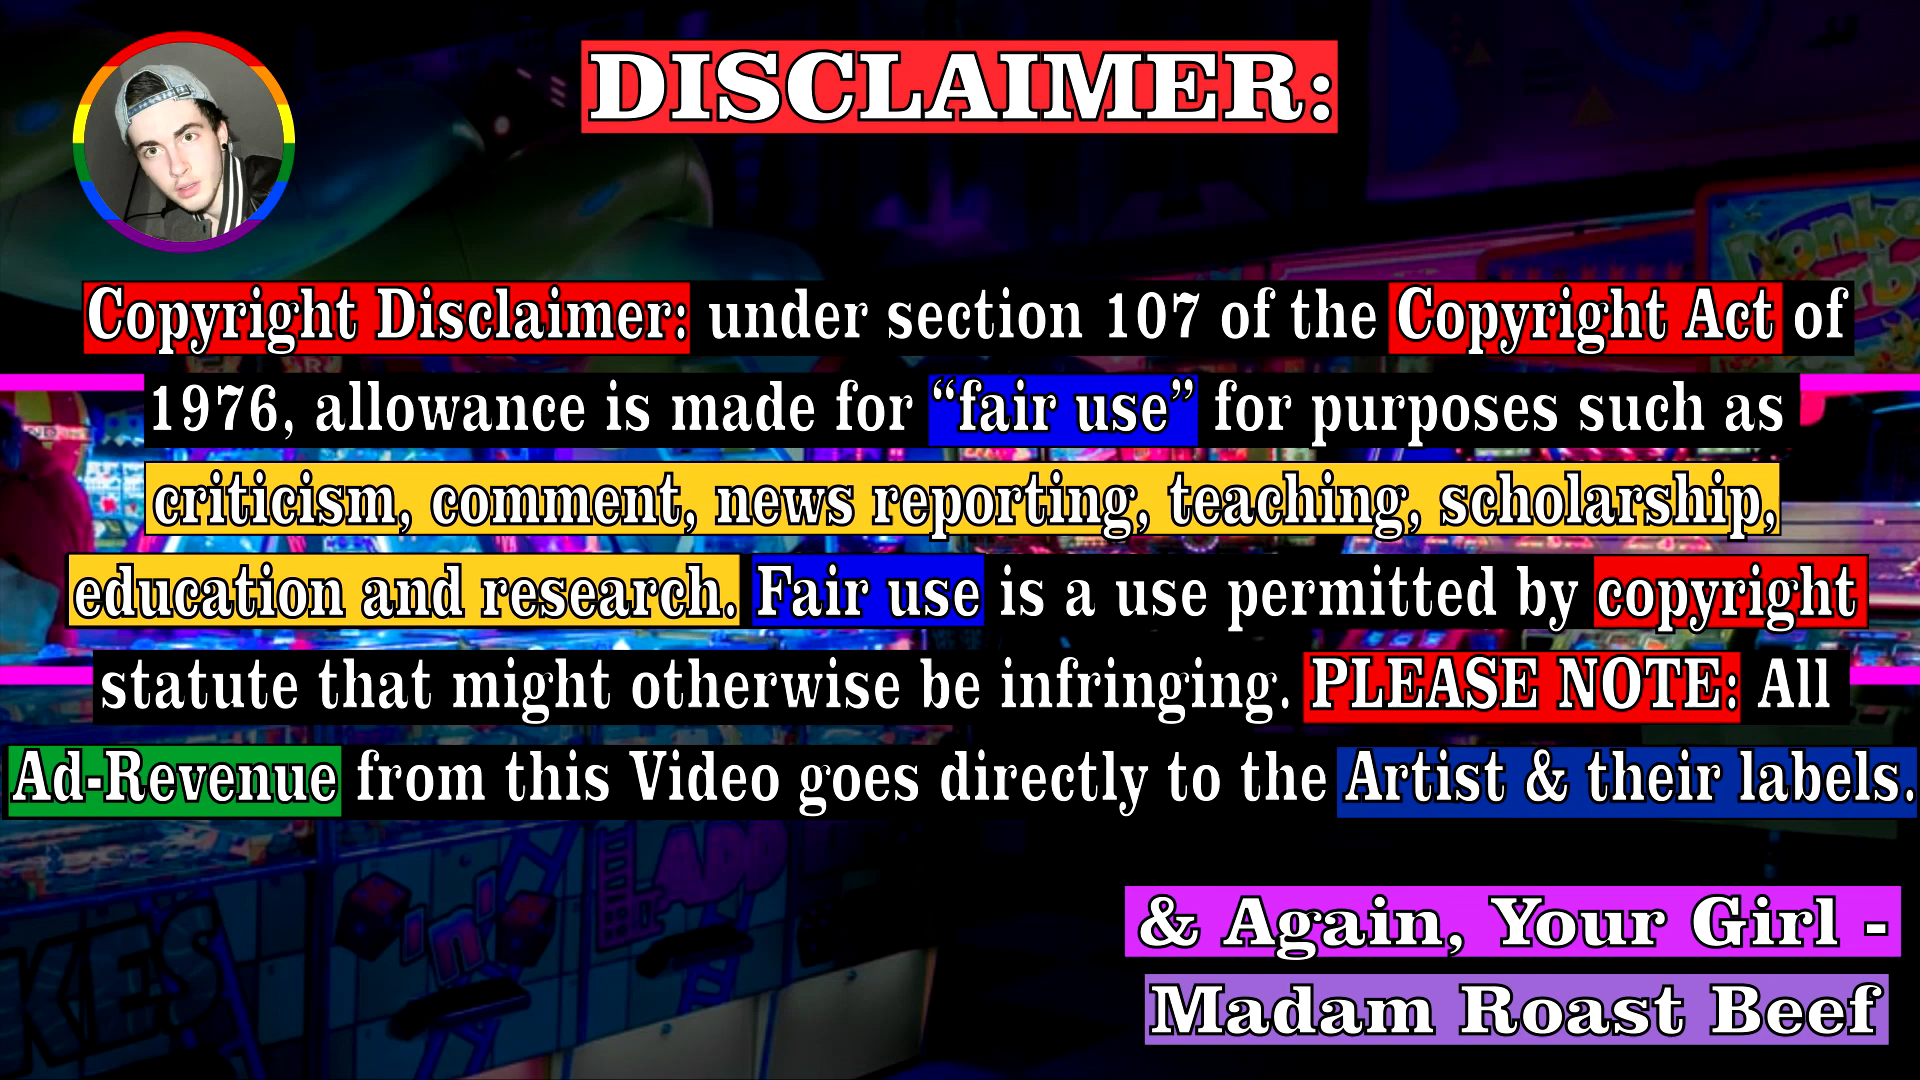 DISCLAIMER:
Copyright Disclaimer: under section 107 of the Copyright Act of
1976, allowance is made for “fair use” for purposes such as
criticism, comment, news reporting, teaching, scholarship,
education and research. Fair use is a use permitted by copyright
statute that might otherwise be infringing. PLEASE NOTE: All
Ad-Revenue from this Video goes directly to the Artist & their labels.
& Again, Your Girl -
Madam Roast Beef
KES
'n'
LADD